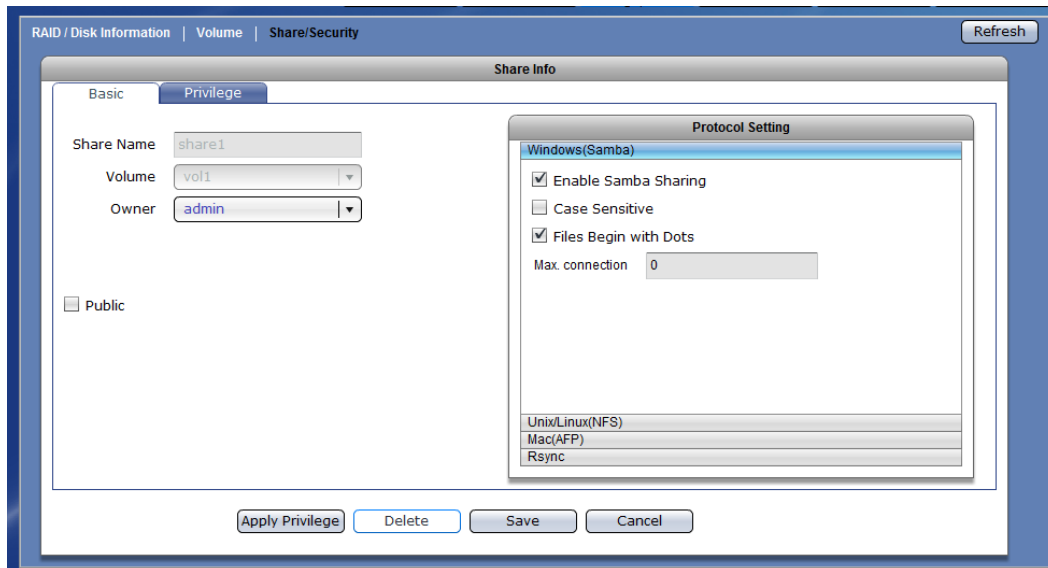 RAID / Disk Information | Volume | Share/Security Refresh
Share Info
Basic Privilege
Share Name share1
Volume vol1
Owner admin
Public
Protocol Setting
Windows(Samba)
Enable Samba Sharing
Case Sensitive
Files Begin with Dots
Max. connection 0
Unix/Linux(NFS)
Mac(AFP)
Rsync
Apply Privilege Delete Save Cancel